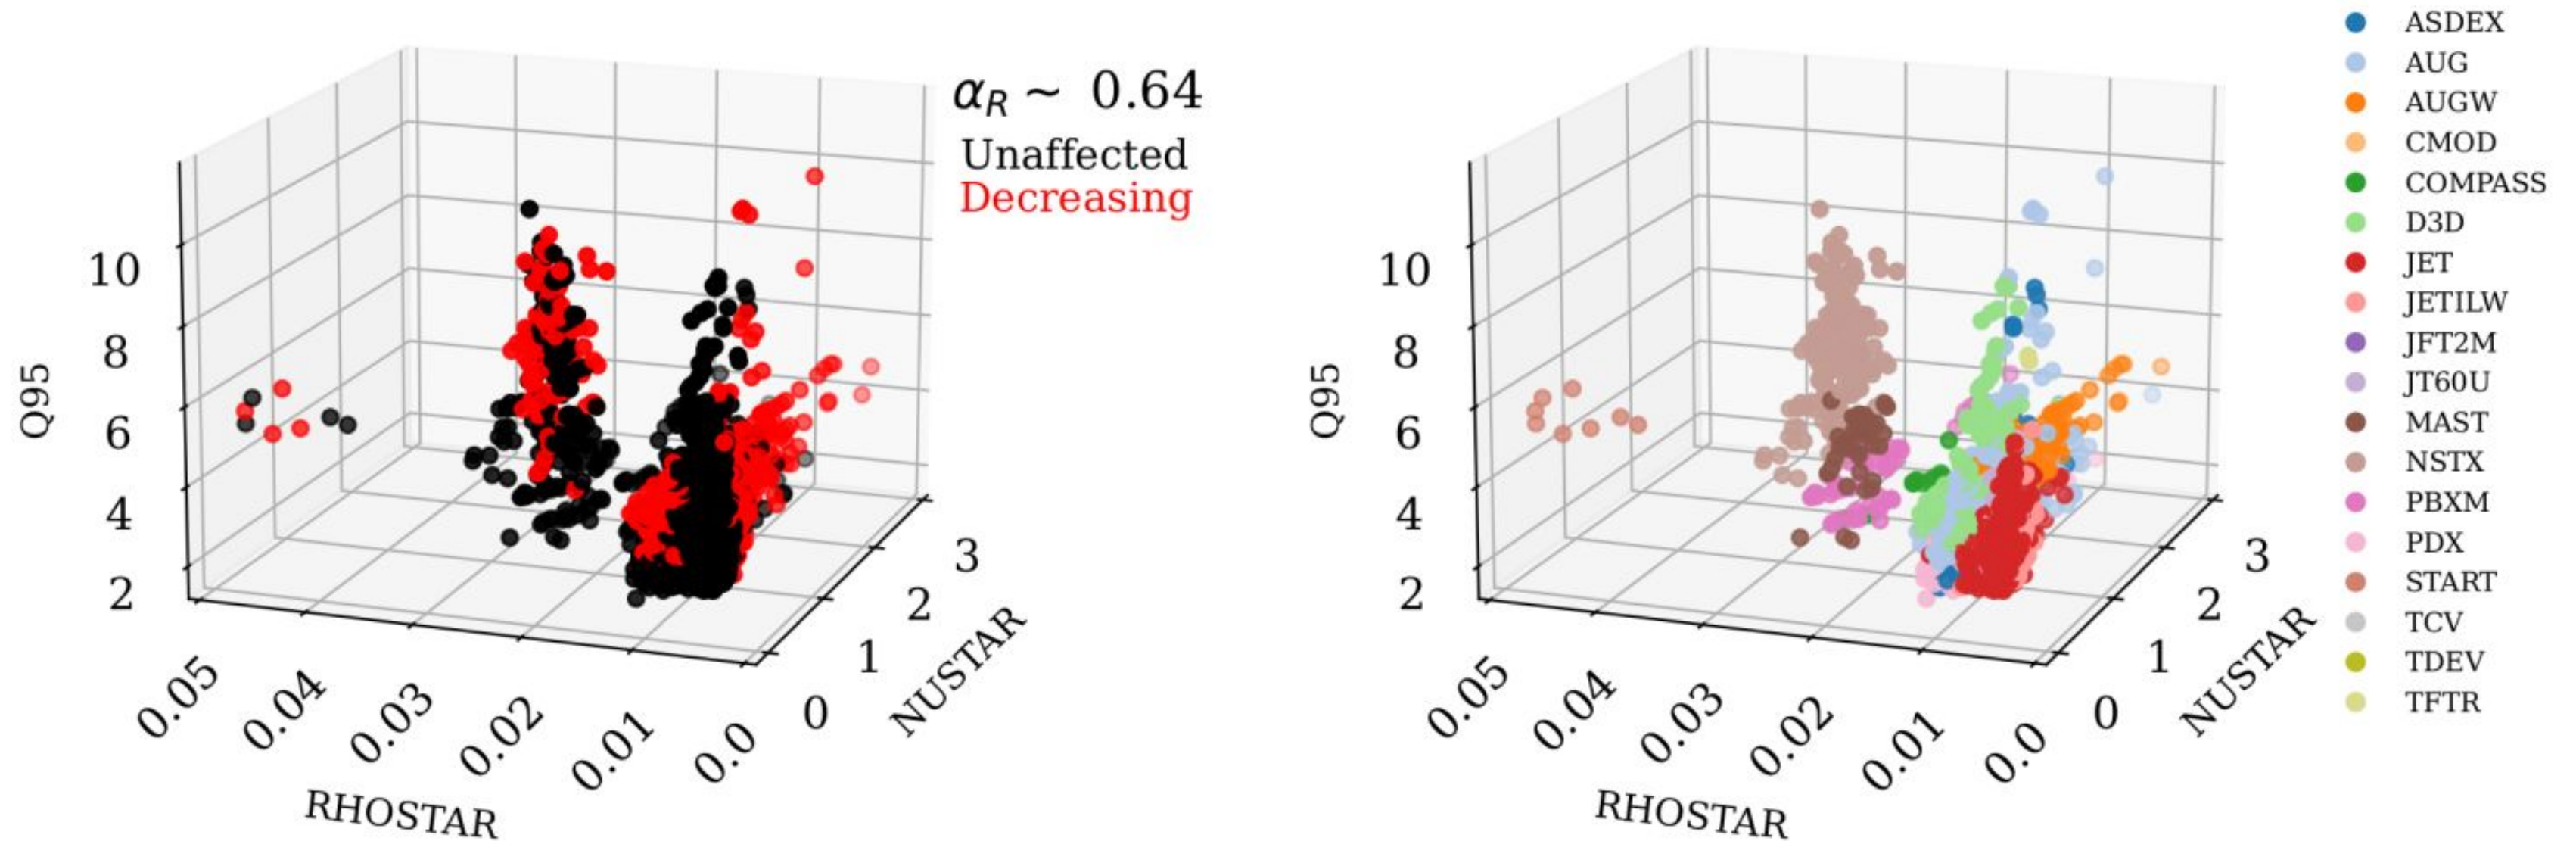 α_R ~ 0.64
Unaffected
Decreasing
Q95
10
8
6
4
2
0.05
0.04
0.03
0.02
0.01
0.0
RHOSTAR
0
1
2
3
NUSTAR
Q95
10
8
6
4
2
0.05
0.04
0.03
0.02
0.01
0.0
RHOSTAR
0
1
2
3
NUSTAR
ASDEX
AUG
AUGW
CMOD
COMPASS
D3D
JET
JETILW
JFT2M
JT60U
MAST
NSTX
PBXM
PDX
START
TCV
TDEV
TFTR